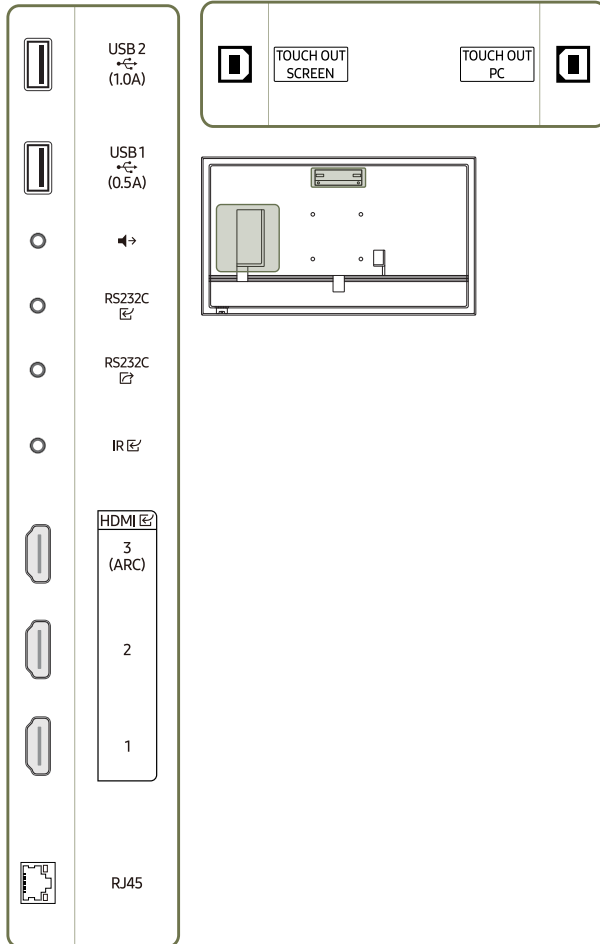 USB 2
(1.0A)
USB 1
(0.5A)
RS232C
RS232C
IR
HDMI
3
(ARC)
2
1
RJ45
TOUCH OUT
SCREEN
TOUCH OUT
PC